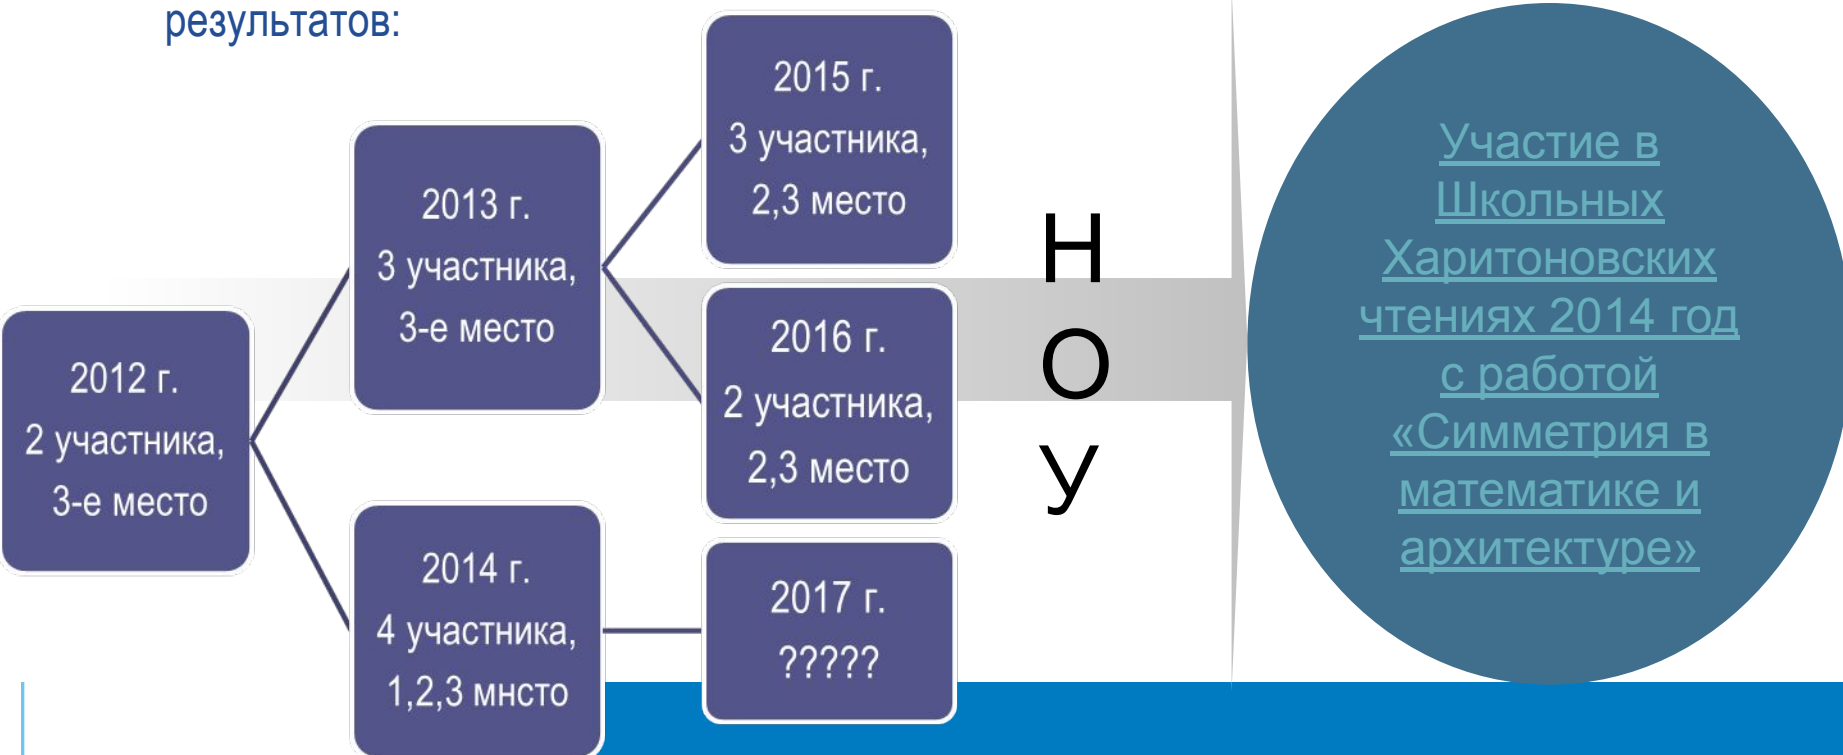 результатов:
2012 г.
2 участника,
3-е место
2013 г.
3 участника,
3-е место
2014 г.
4 участника,
1,2,3 мнсто
2015 г.
3 участника,
2,3 место
2016 г.
2 участника,
2,3 место
2017 г.
?????
Н
О
У
Участие в
Школьных
Харитоновских
чтениях 2014 год
с работой
«Симметрия в
математике и
архитектуре»